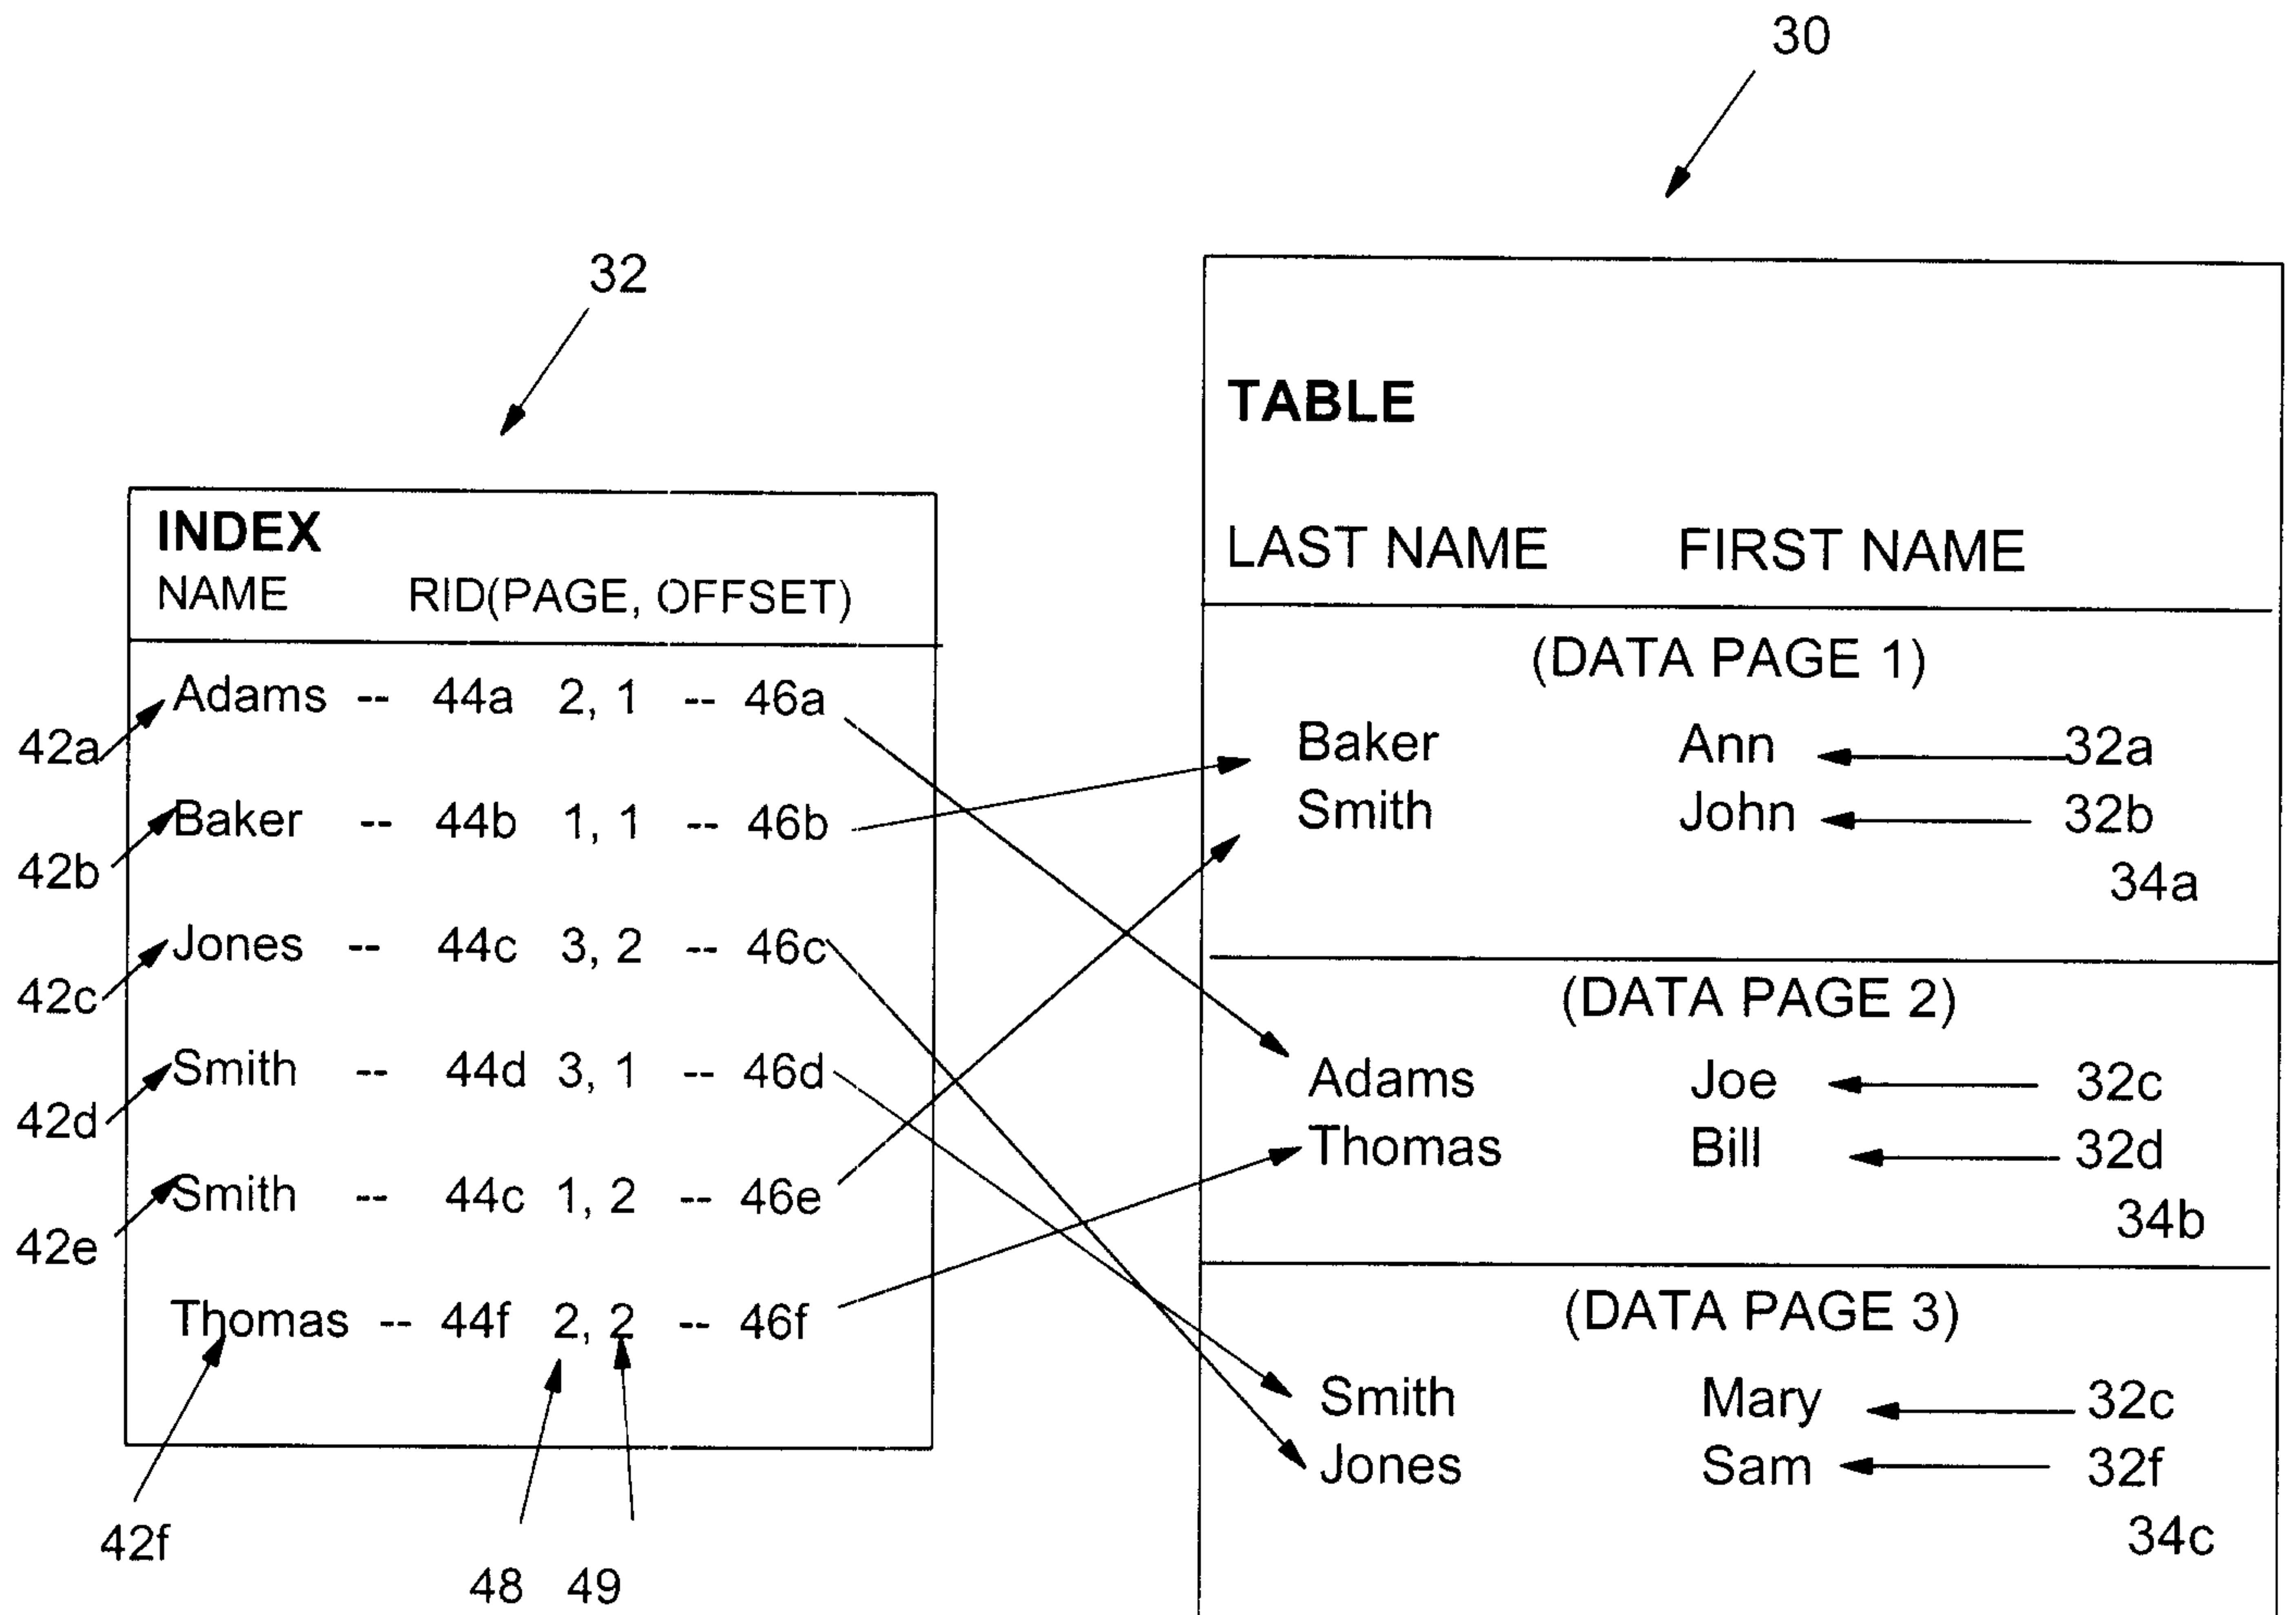 30
32
INDEX
NAME RID(PAGE, OFFSET)
Adams -- 44a 2, 1 -- 46a
42a
Baker -- 44b 1, 1 -- 46b
42b
Jones -- 44c 3, 2 -- 46c
42c
Smith -- 44d 3, 1 -- 46d
42d
Smith -- 44c 1, 2 -- 46e
42e
Thomas -- 44f 2, 2 -- 46f
42f
48 49
TABLE
LAST NAME FIRST NAME
(DATA PAGE 1)
Baker Ann 32a
Smith John 32b
34a
(DATA PAGE 2)
Adams Joe 32c
Thomas Bill 32d
34b
(DATA PAGE 3)
Smith Mary 32c
Jones Sam 32f
34c